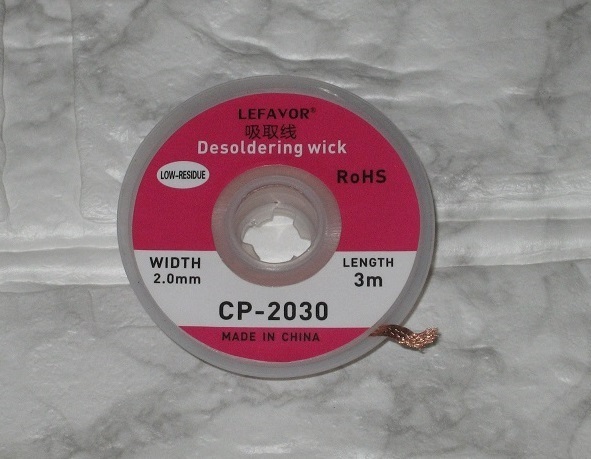 LEFAVOR®
吸取线
Desoldering wick
LOW-RESIDUE
RoHS
WIDTH
2.0mm
LENGTH
3m
CP-2030
MADE IN CHINA